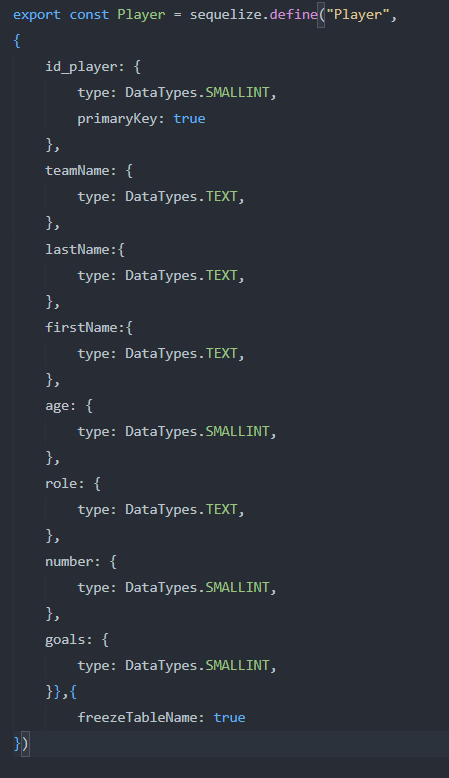 export const Player = sequelize.define("Player",
{
    id_player: {
        type: DataTypes.SMALLINT,
        primaryKey: true
    },
    teamName: {
        type: DataTypes.TEXT,
    },
    lastName:{
        type: DataTypes.TEXT,
    },
    firstName:{
        type: DataTypes.TEXT,
    },
    age: {
        type: DataTypes.SMALLINT,
    },
    role: {
        type: DataTypes.TEXT,
    },
    number: {
        type: DataTypes.SMALLINT,
    },
    goals: {
        type: DataTypes.SMALLINT,
    }},{
        freezeTableName: true
})